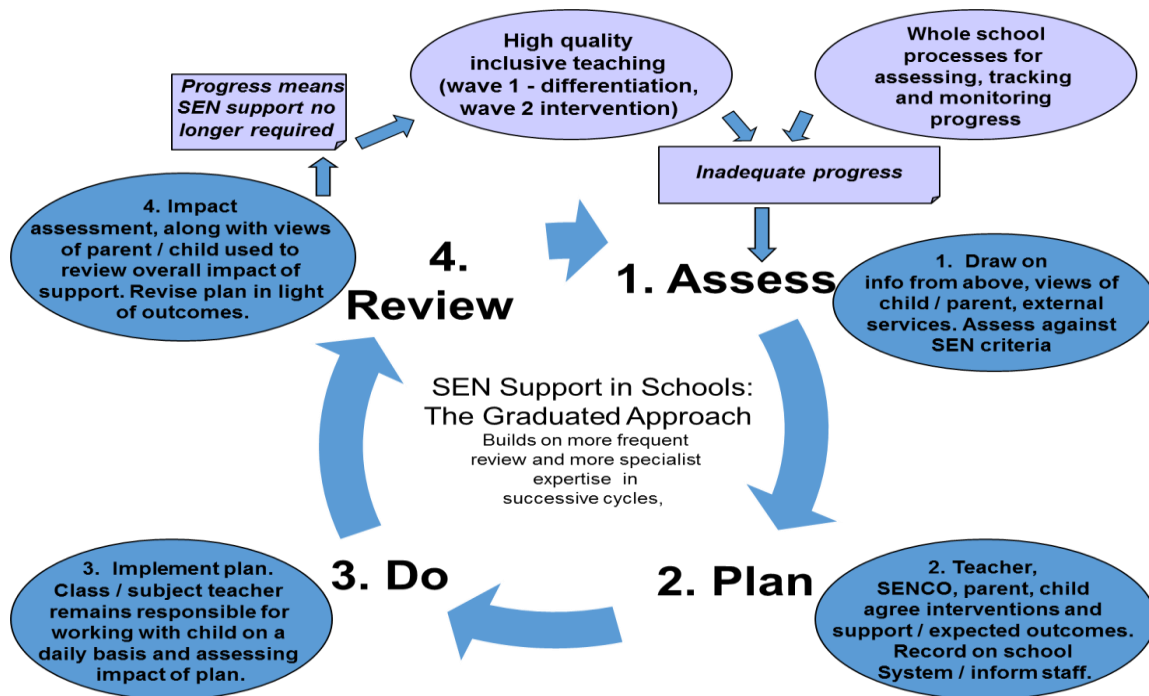 High quality
inclusive teaching
(wave 1 - differentiation,
wave 2 intervention)
Whole school
processes for
assessing, tracking
and monitoring
progress
Progress means
SEN support no
longer required
Inadequate progress
4. Impact
assessment, along with views
of parent / child used to
review overall impact of
support. Revise plan in light
of outcomes.
4.
Review
1. Assess
1. Draw on
info from above, views of
child / parent, external
services. Assess against
SEN criteria
SEN Support in Schools:
The Graduated Approach
Builds on more frequent
review and more specialist
expertise in
successive cycles,
3. Implement plan.
Class / subject teacher
remains responsible for
working with child on a
daily basis and assessing
impact of plan.
3. Do
2. Plan
2. Teacher,
SENCO, parent, child
agree interventions and
support / expected outcomes.
Record on school
System / inform staff.